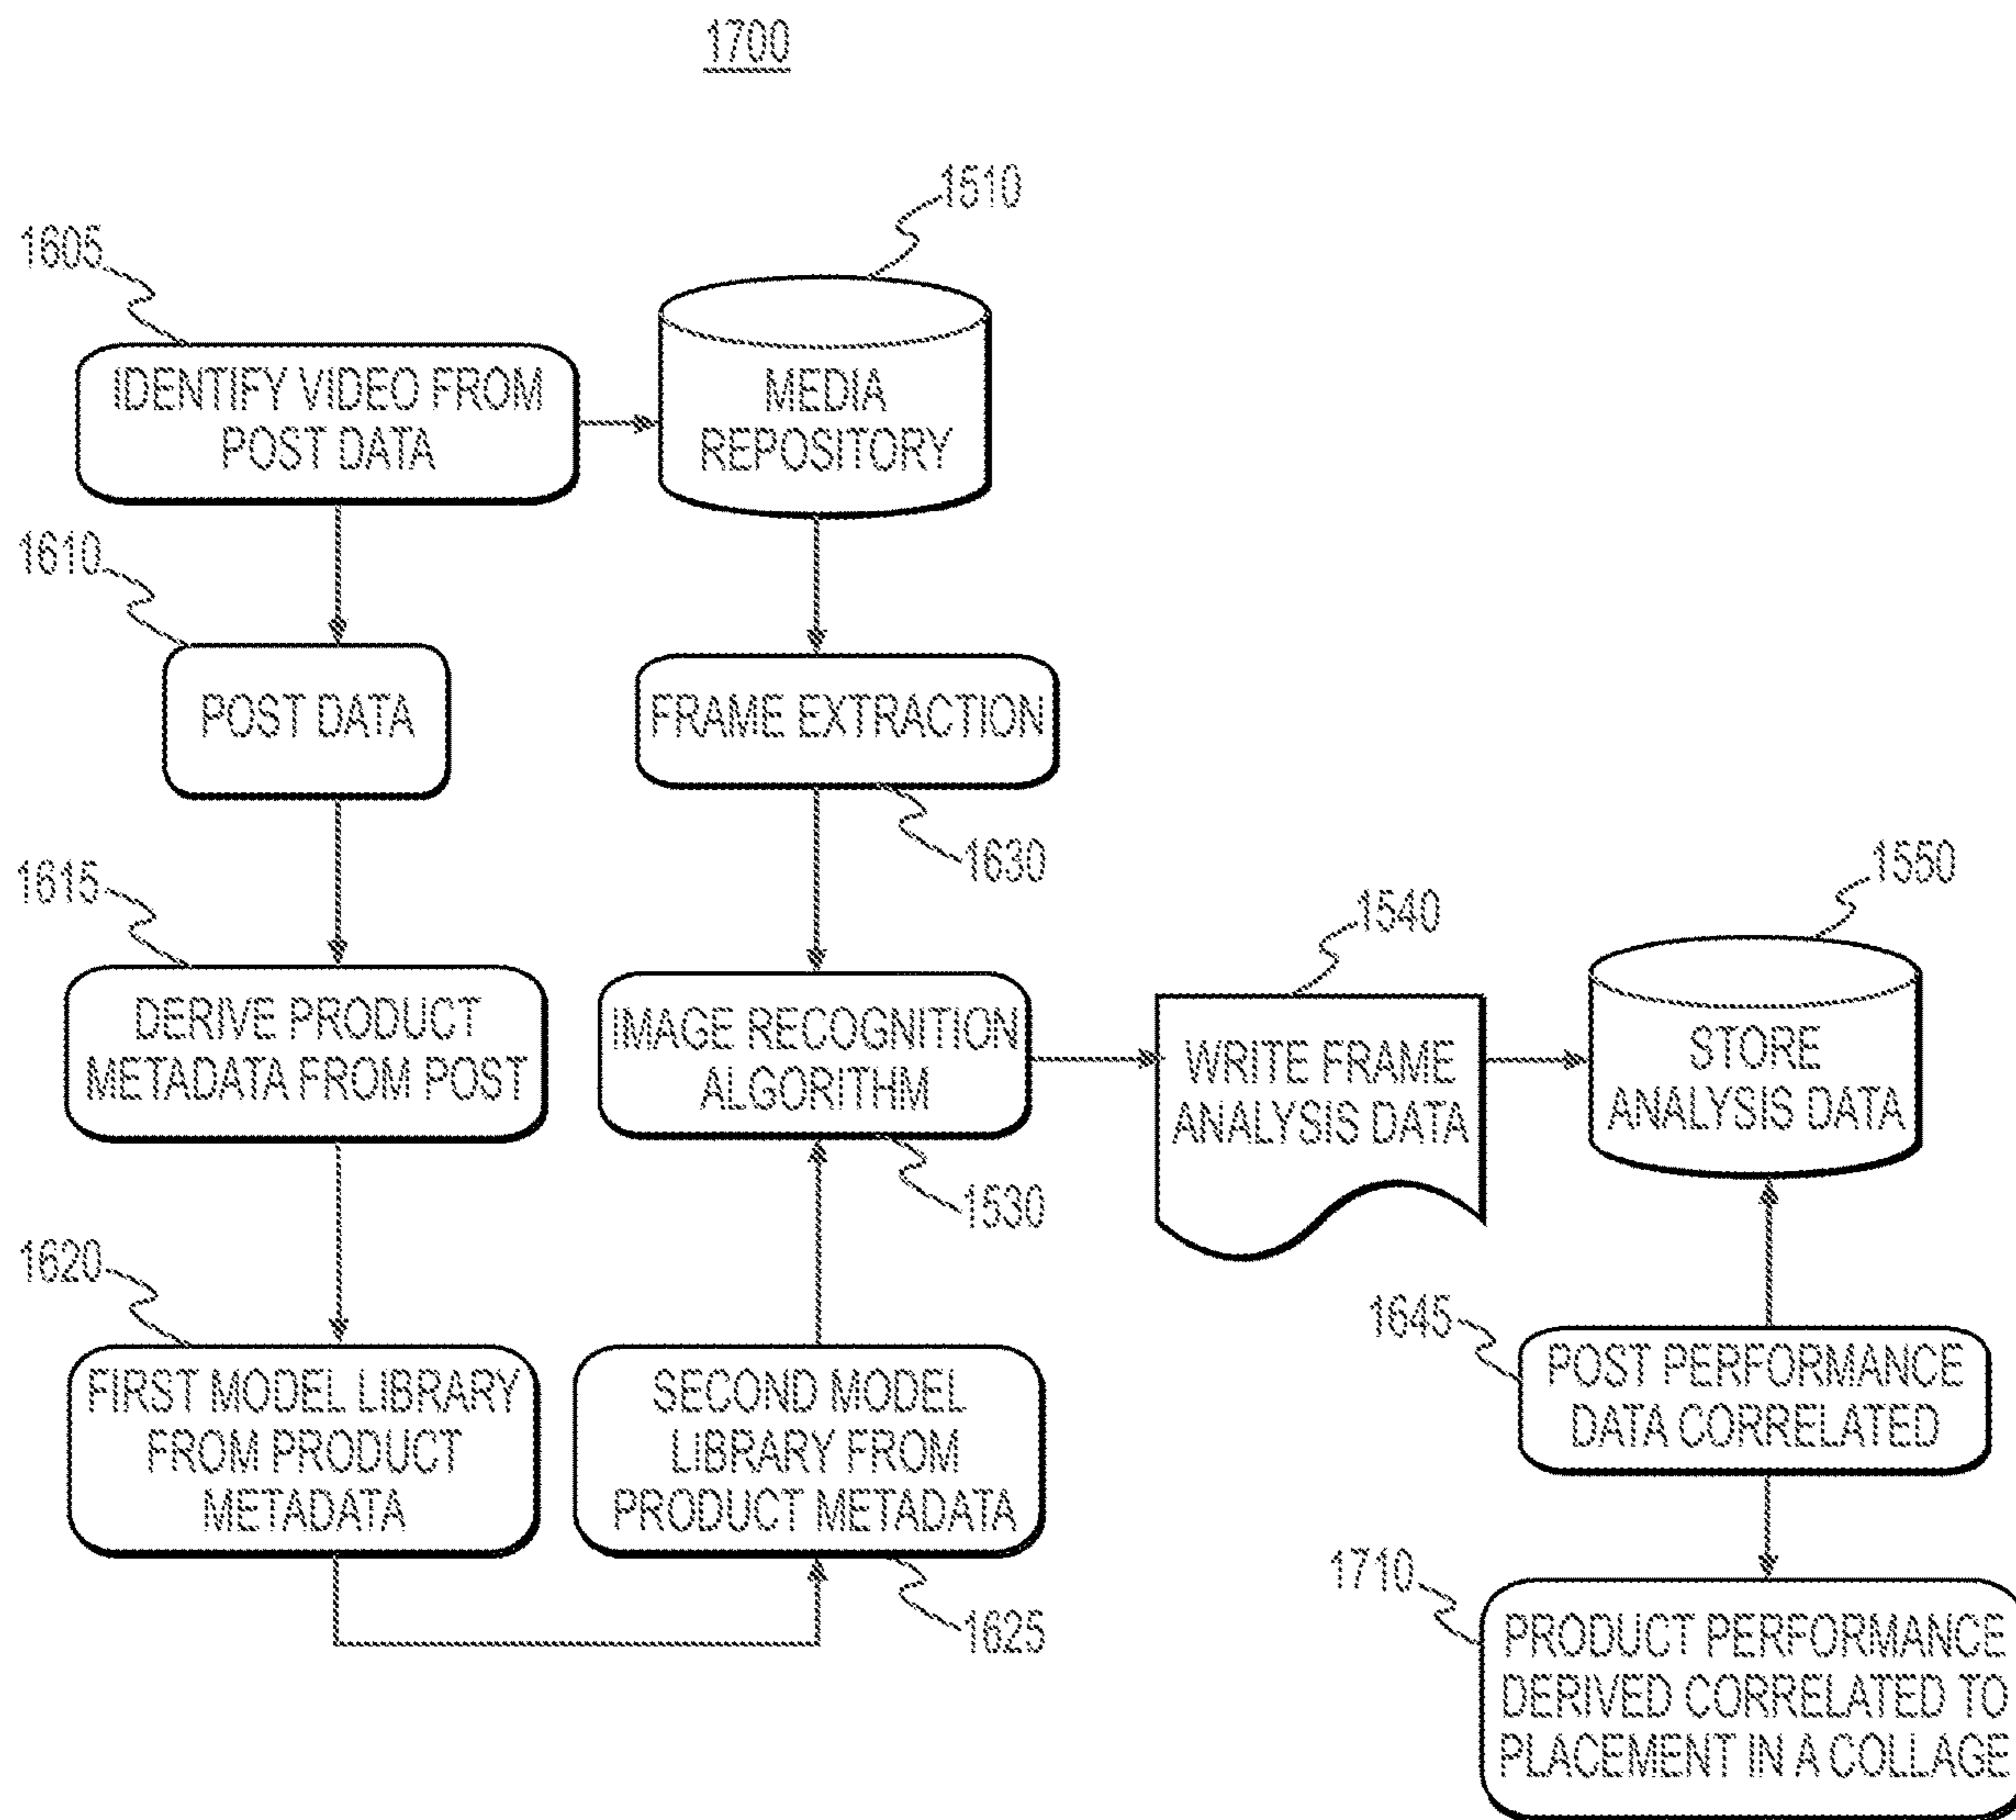 1700
1510
1605
IDENTIFY VIDEO FROM
POST DATA
MEDIA
REPOSITORY
1610
POST DATA
FRAME EXTRACTION
1630
1615
DERIVE PRODUCT
METADATA FROM POST
IMAGE RECOGNITION
ALGORITHM
1530
1540
WRITE FRAME
ANALYSIS DATA
1550
STORE
ANALYSIS DATA
1620
FIRST MODEL LIBRARY
FROM PRODUCT
METADATA
SECOND MODEL
LIBRARY FROM
PRODUCT METADATA
1625
1645
POST PERFORMANCE
DATA CORRELATED
1710
PRODUCT PERFORMANCE
DERIVED CORRELATED TO
PLACEMENT IN A COLLAGE